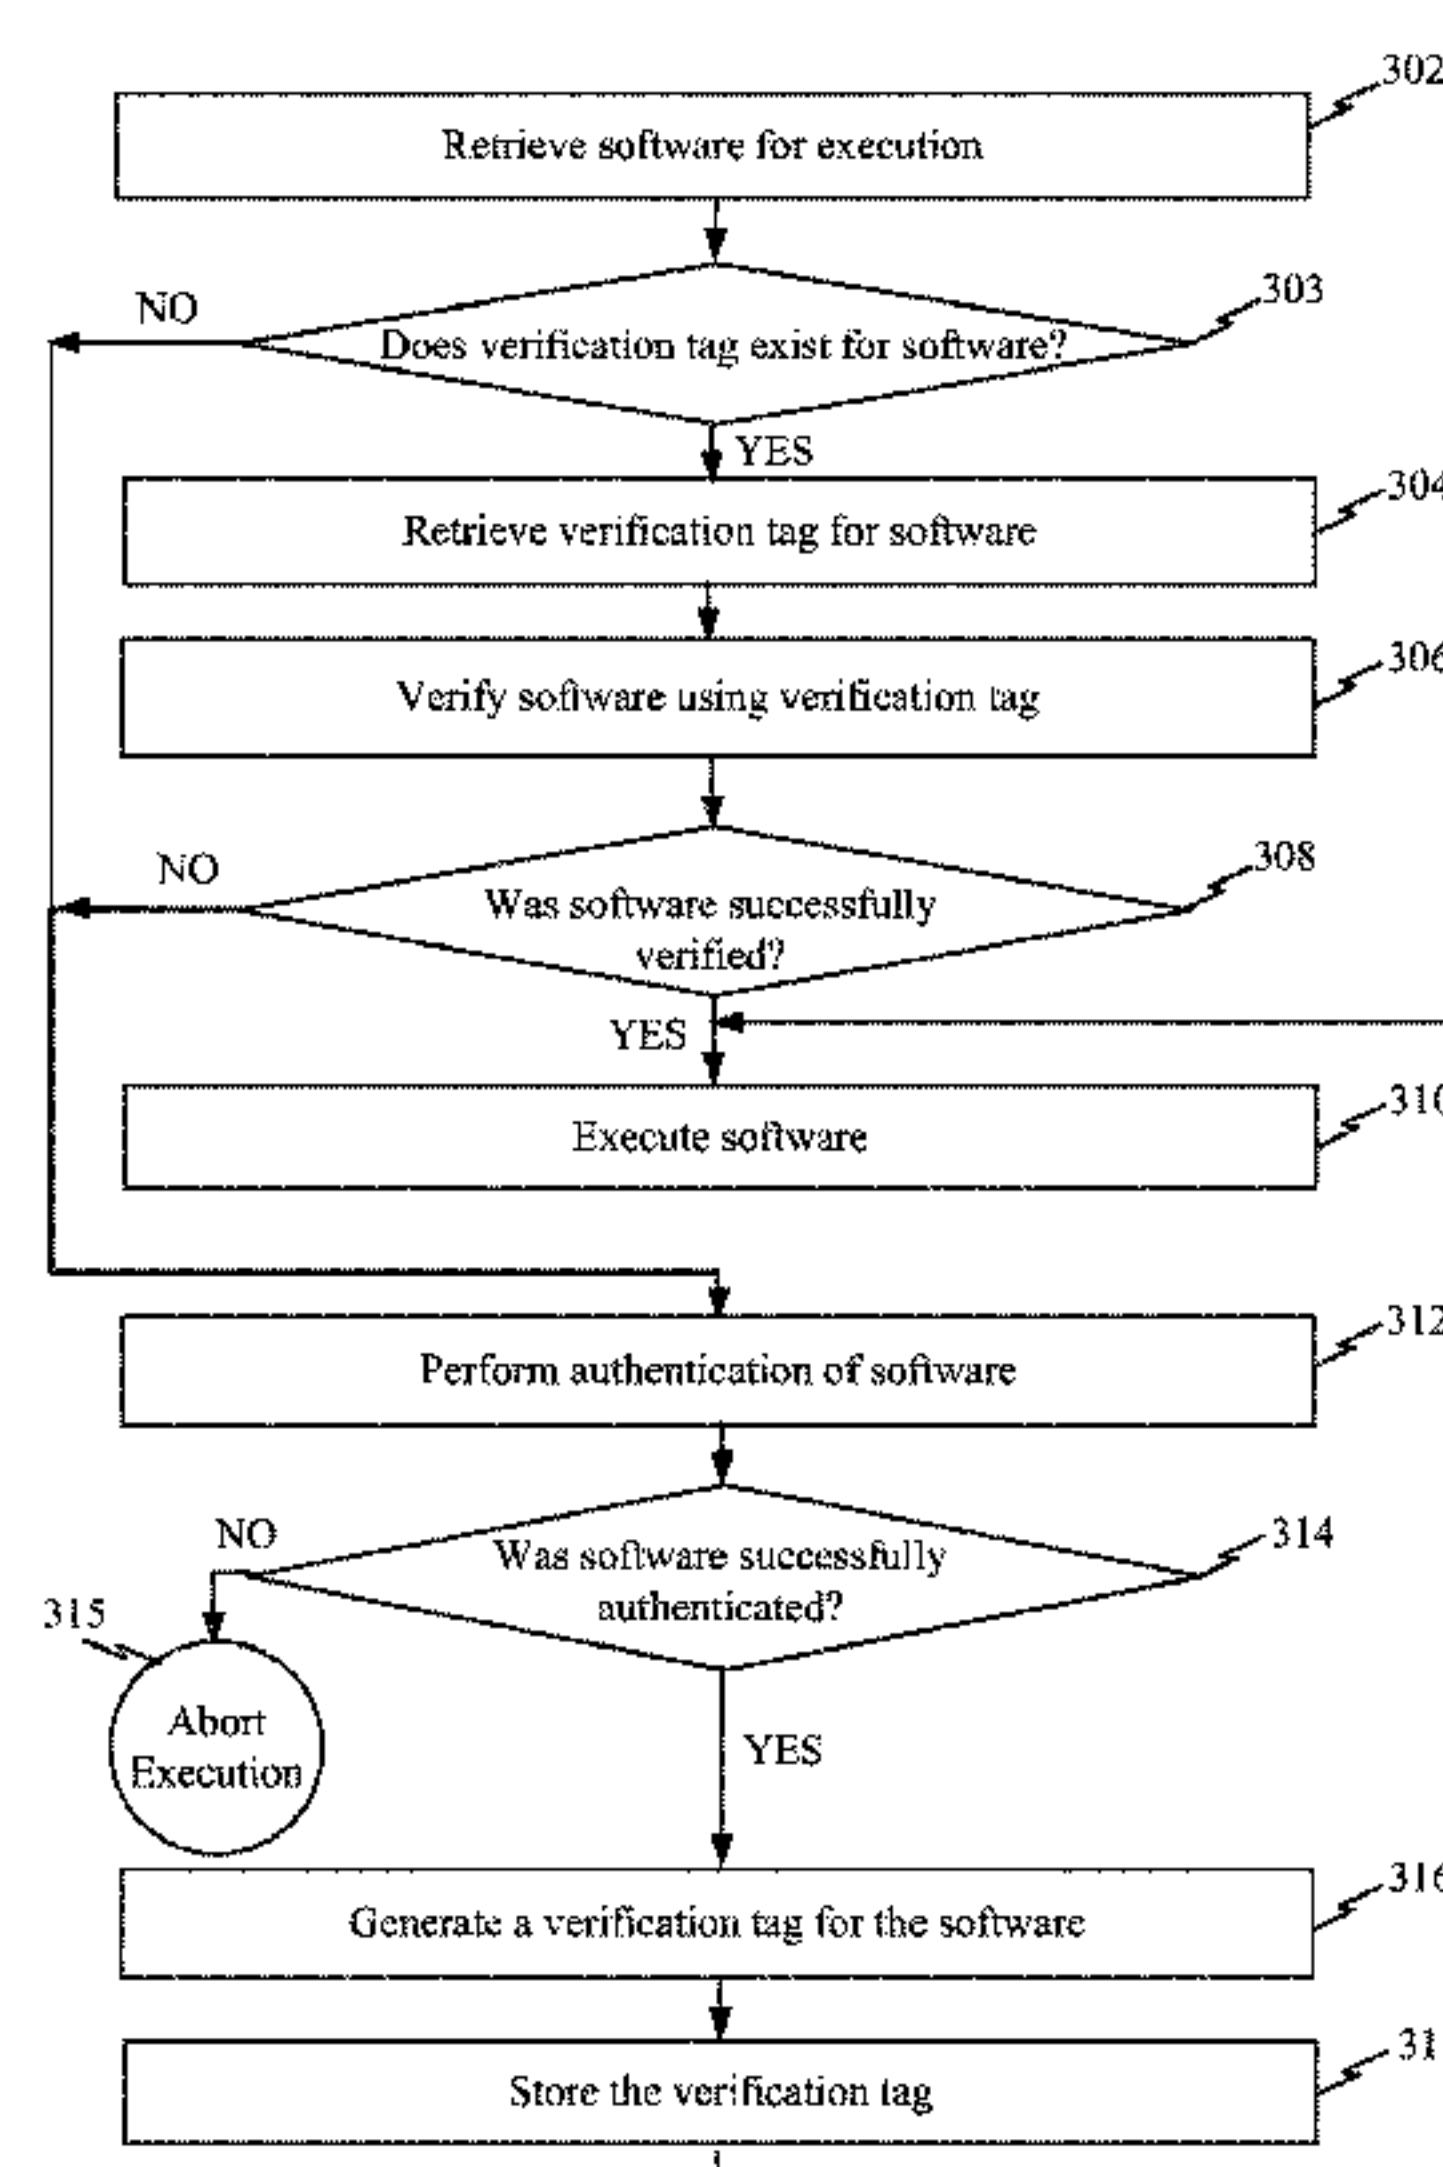 302
Retrieve software for execution
303
NO
Does verification tag exist for software?
YES
304
Retrieve verification tag for software
306
Verify software using verification tag
308
NO
Was software successfully
verified?
YES
310
Execute software
312
Perform authentication of software
314
NO
Was software successfully
authenticated?
315
Abort
Execution
YES
316
Generate a verification tag for the software
31
Store the verification tag